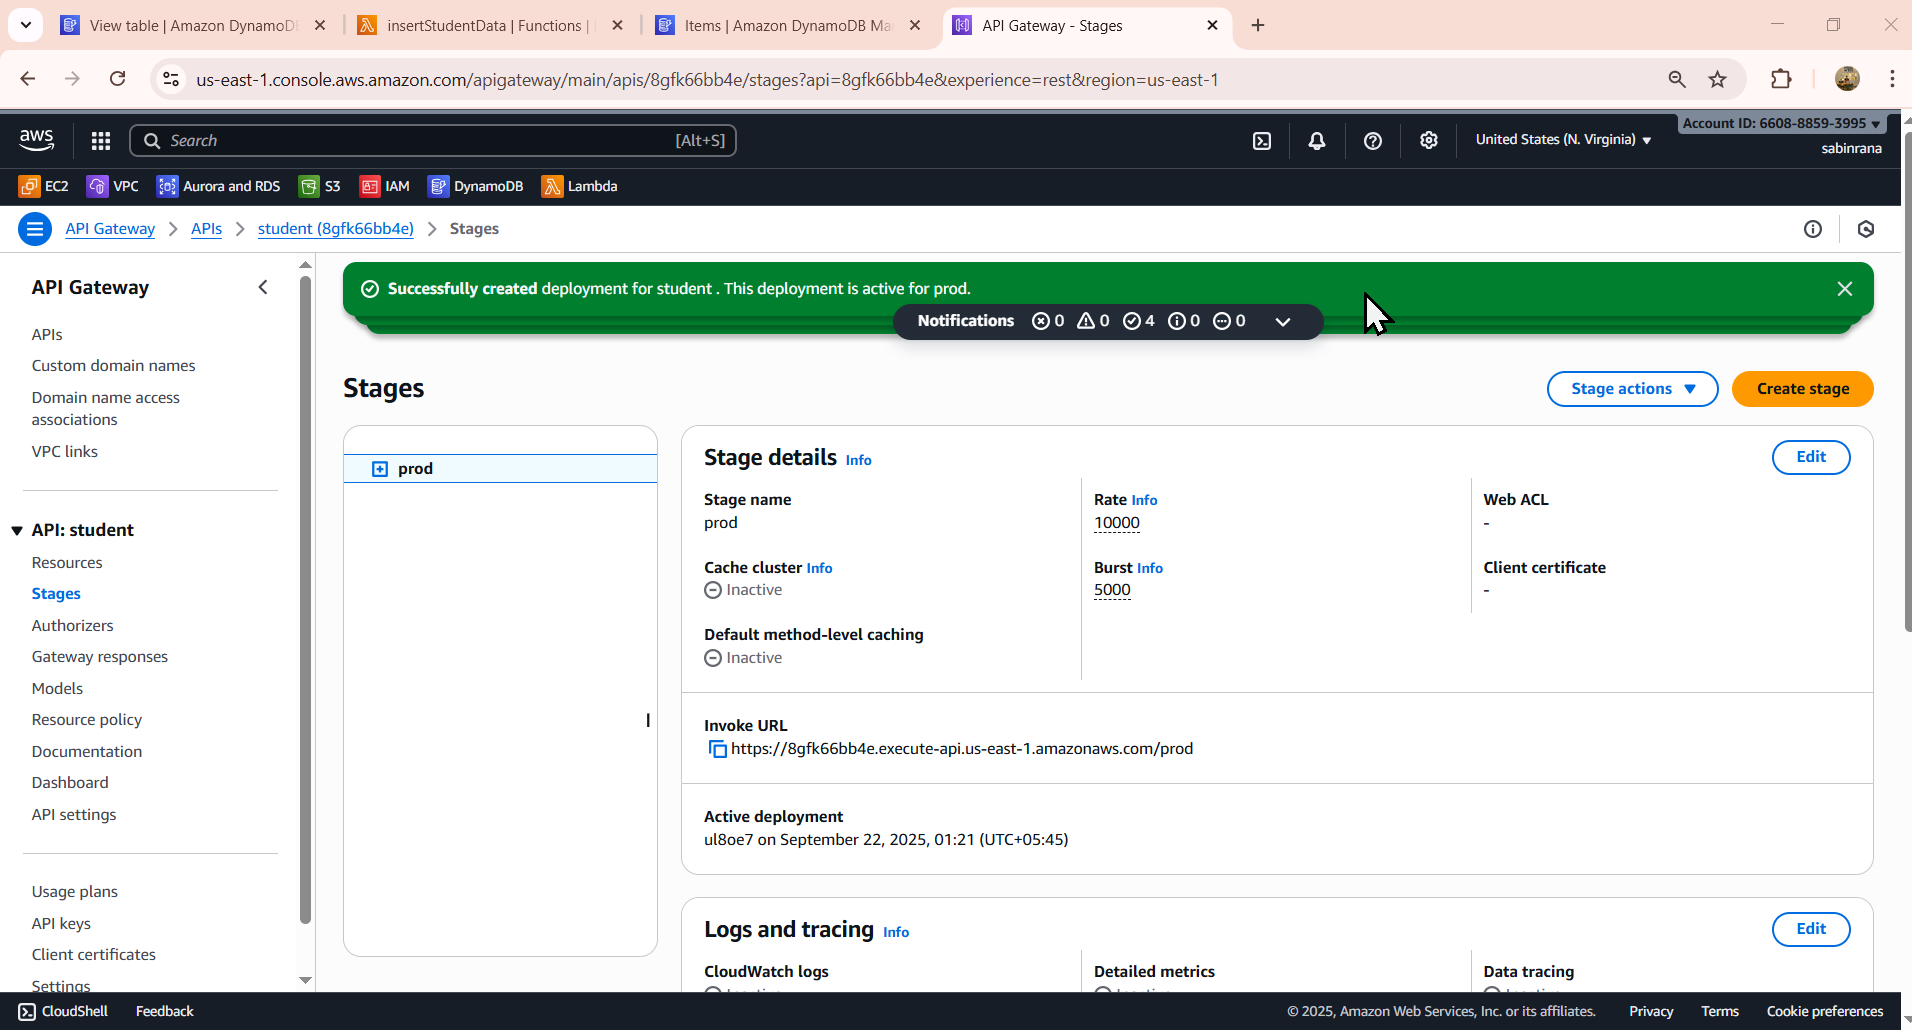 View table | Amazon DynamoDB
insertStudentData | Functions |
Items | Amazon DynamoDB Ma
API Gateway - Stages
us-east-1.console.aws.amazon.com/apigateway/main/apis/8gfk66bb4e/stages?api=8gfk66bb4e&experience=rest&region=us-east-1
aws
Search
[Alt+S]
United States (N. Virginia)
Account ID: 6608-8859-3995
sabinrana
EC2
VPC
Aurora and RDS
S3
IAM
DynamoDB
Lambda
API Gateway
APIs
student (8gfk66bb4e)
Stages
API Gateway
APIs
Custom domain names
Domain name access
associations
VPC links
API: student
Resources
Stages
Authorizers
Gateway responses
Models
Resource policy
Documentation
Dashboard
API settings
Usage plans
API keys
Client certificates
Settings
Successfully created deployment for student . This deployment is active for prod.
Notifications 0 0 4 0 0
Stages
Stage actions
Create stage
prod
Stage details Info
Edit
Stage name
prod
Rate Info
10000
Web ACL
-
Cache cluster Info
Inactive
Burst Info
5000
Client certificate
-
Default method-level caching
Inactive
Invoke URL
https://8gfk66bb4e.execute-api.us-east-1.amazonaws.com/prod
Active deployment
ul8oe7 on September 22, 2025, 01:21 (UTC+05:45)
Logs and tracing Info
Edit
CloudWatch logs
Detailed metrics
Data tracing
CloudShell
Feedback
© 2025, Amazon Web Services, Inc. or its affiliates.
Privacy
Terms
Cookie preferences